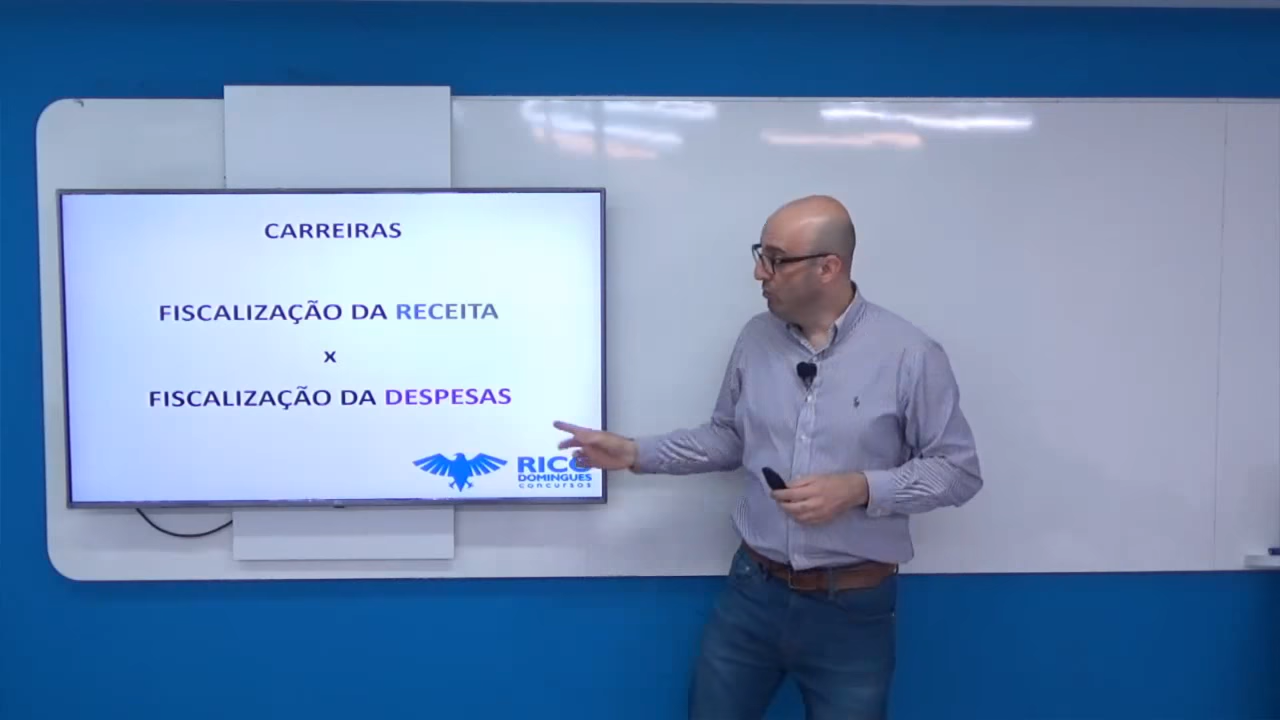 CARREIRAS
FISCALIZAÇÃO DA RECEITA
x
FISCALIZAÇÃO DA DESPESAS
RICO
DOMINGUES
concursos